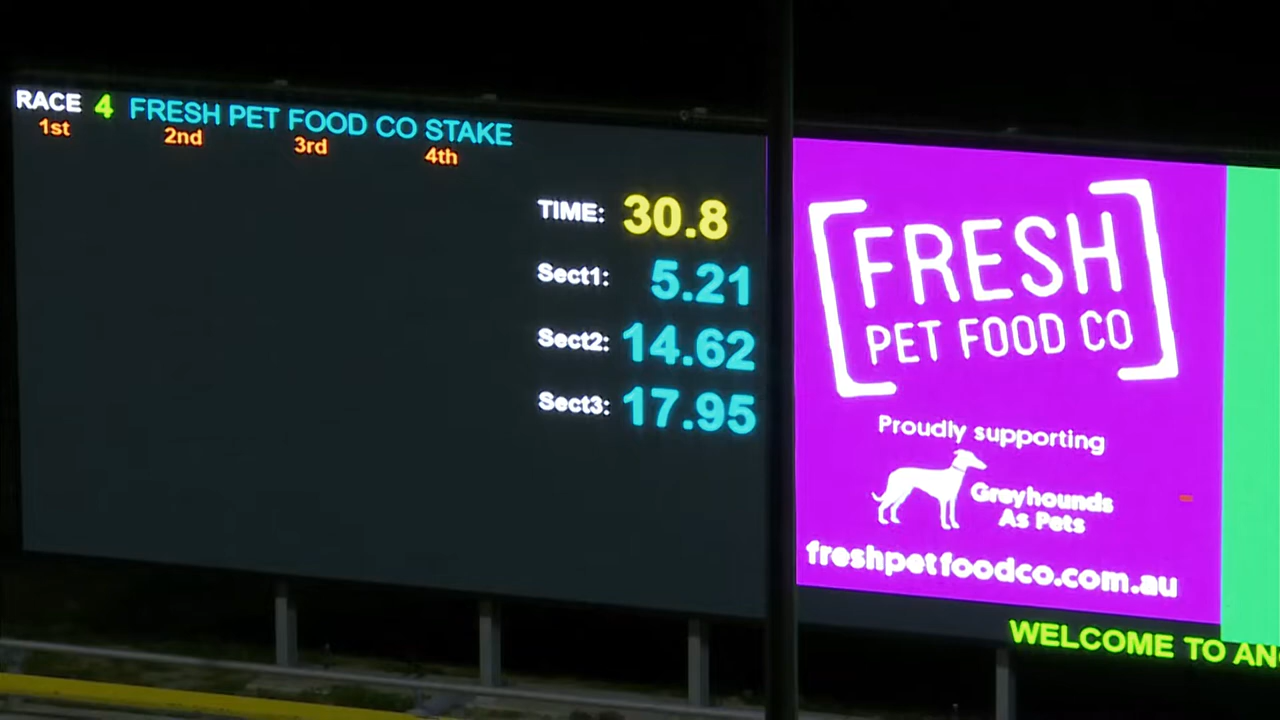 RACE 4 FRESH PET FOOD CO STAKE
1st 2nd 3rd 4th
TIME: 30.8
Sect1: 5.21
Sect2: 14.62
Sect3: 17.95
FRESH
PET FOOD CO
Proudly supporting
Greyhounds
As Pets
freshpetfoodco.com.au
WELCOME TO AN